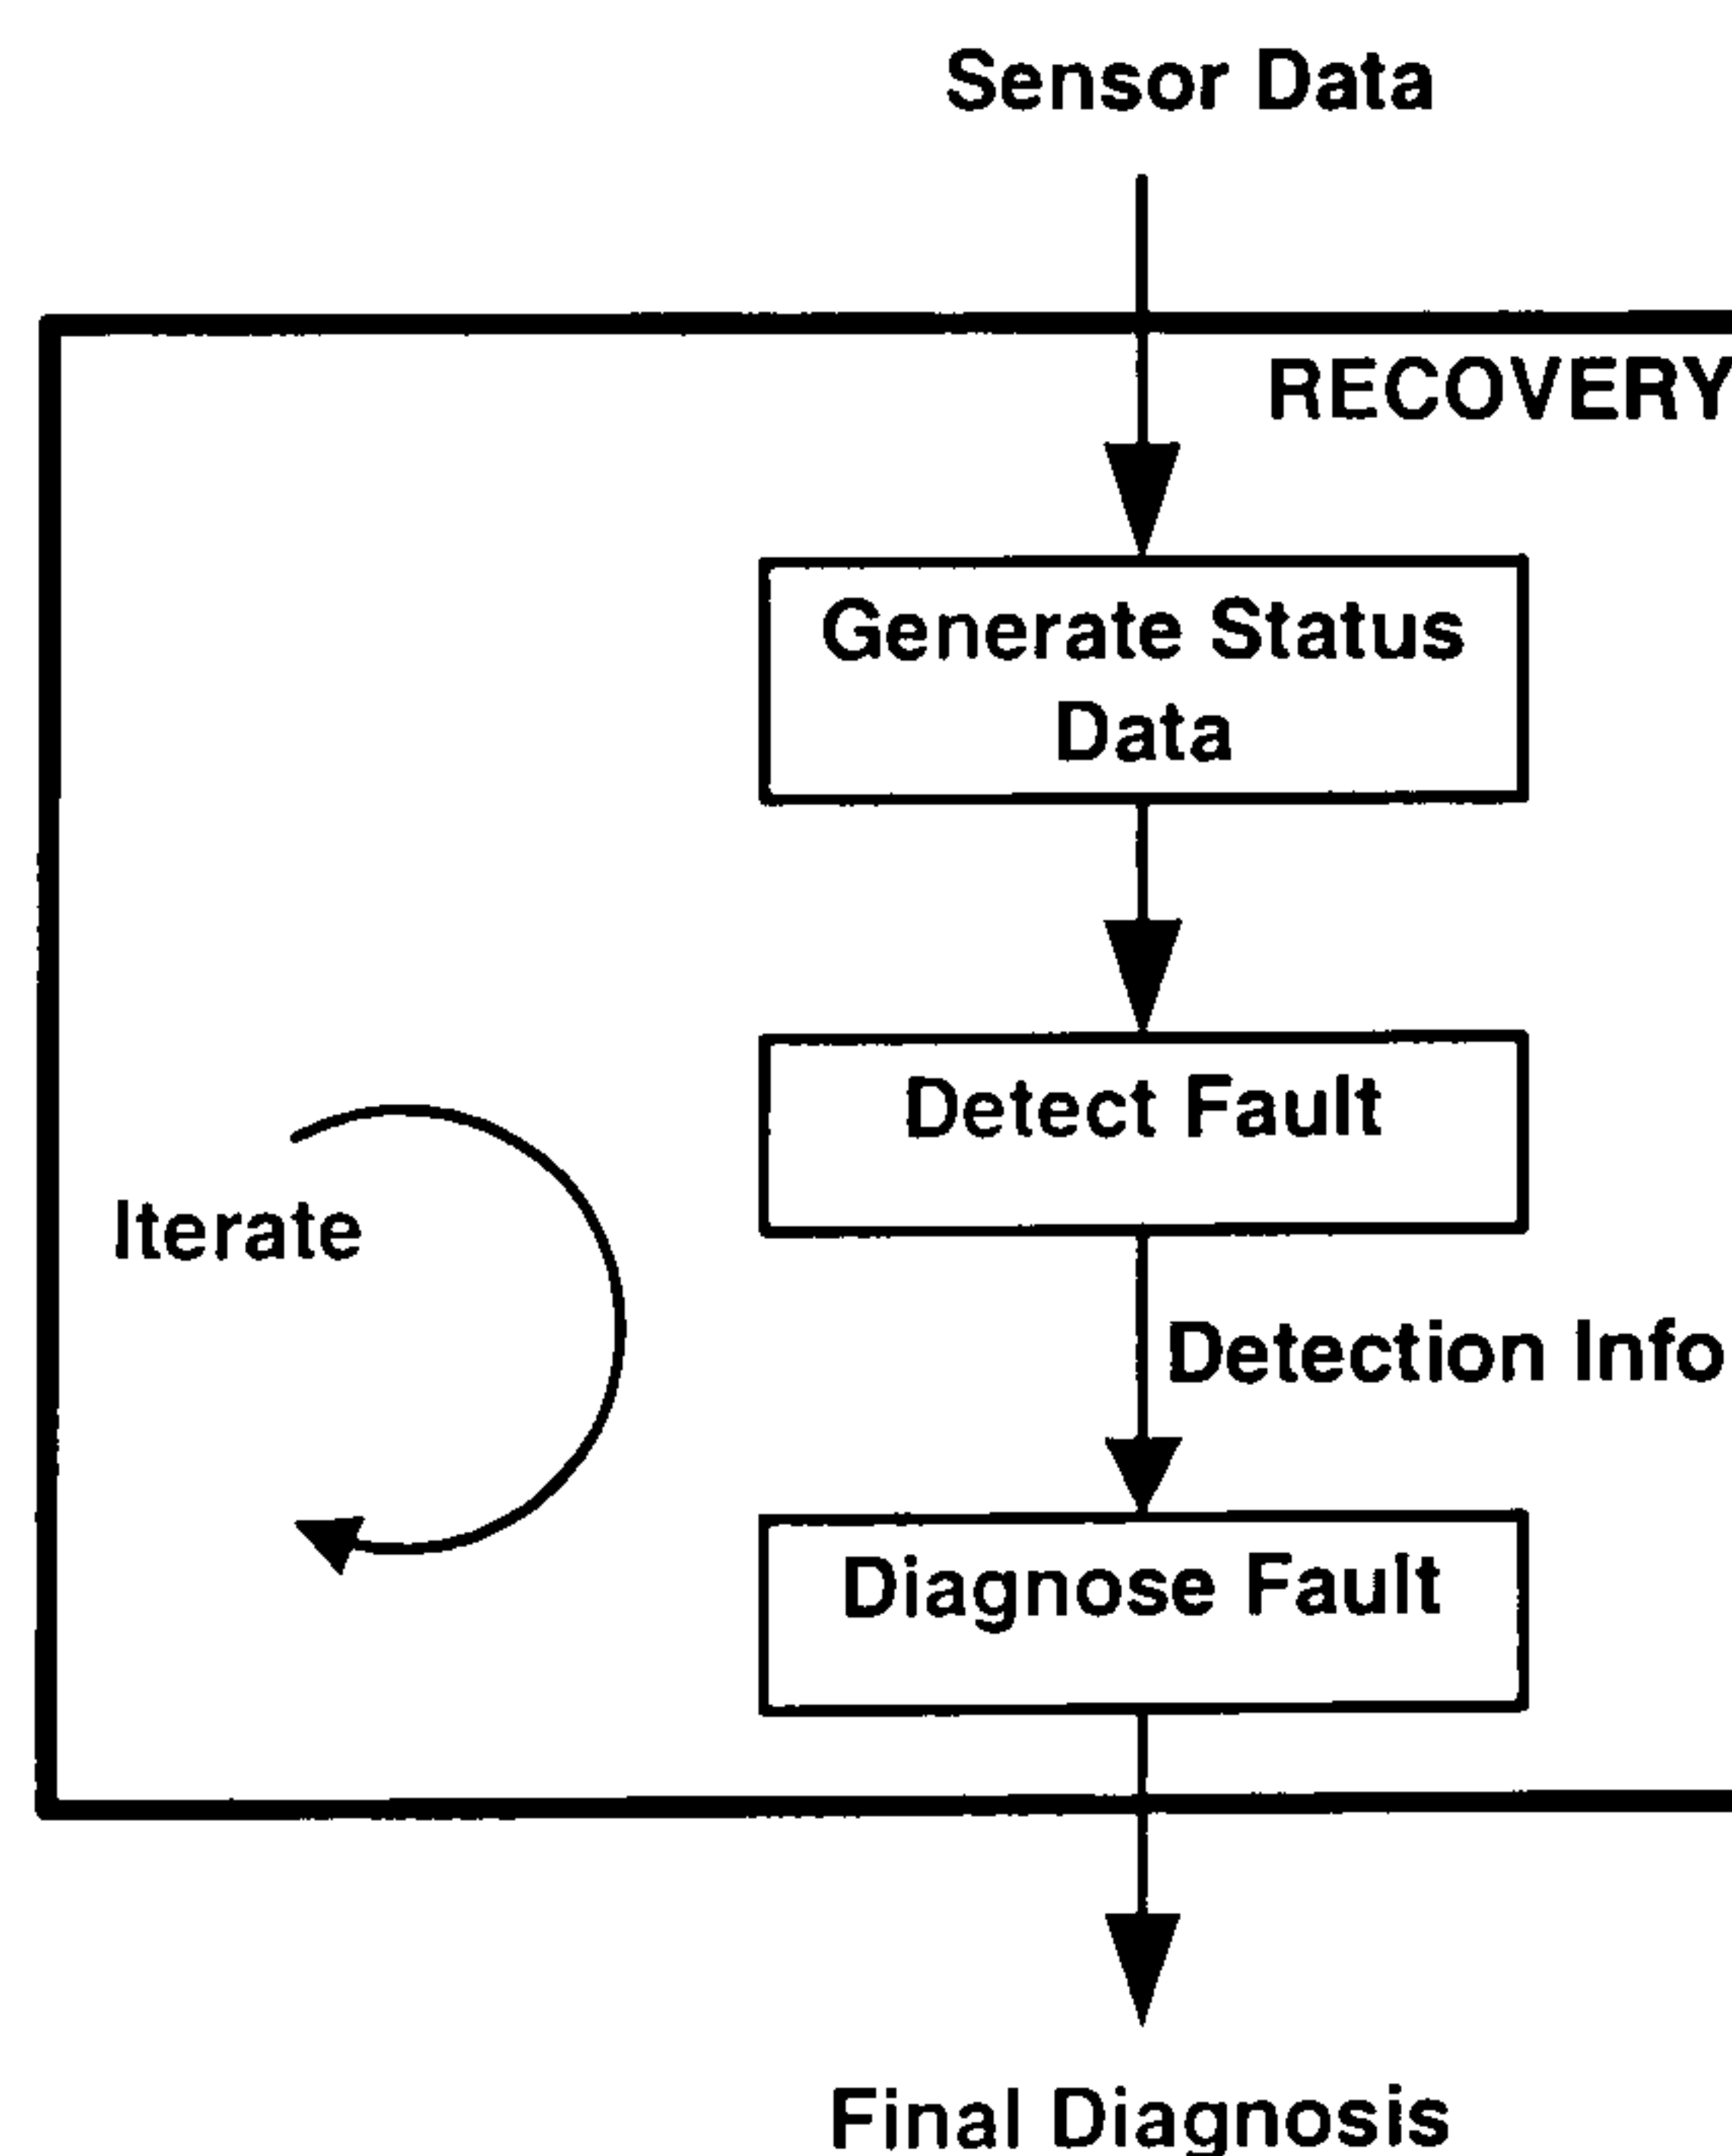 Sensor Data
RECOVERY
Generate Status
Data
Detect Fault
Iterate
Detection Info
Diagnose Fault
Final Diagnosis